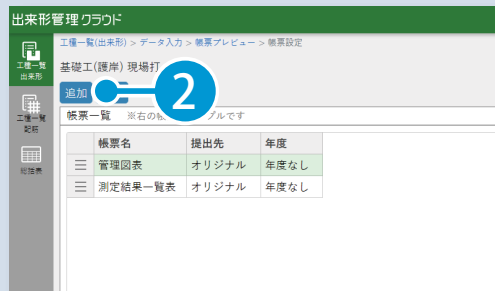 出来形管理クラウド
工種一覧(出来形) > データ入力 > 帳票プレビュー > 帳票設定
工種一覧
出来形
基礎工(護岸) 現場打
追加
2
工種一覧
配筋
帳票一覧 ※右の帳 プルです
総括表
帳票名 提出先 年度
管理図表 オリジナル 年度なし
測定結果一覧表 オリジナル 年度なし